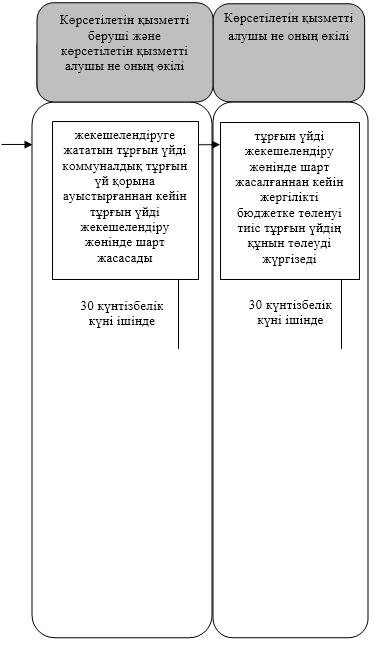 Көрсетілетін қызметті
беруші және
көрсетілетін қызметті
алушы не оның өкілі
Көрсетілетін қызметті
алушы не оның өкілі
жекешелендіруге
жататын тұрғын үйді
коммуналдық тұрғын
үй қорына
ауыстырғаннан кейін
тұрғын үйді
жекешелендіру
жөнінде шарт
жасасады
30 күнтізбелік
күні ішінде
тұрғын үйді
жекешелендіру
жөнінде шарт
жасалғаннан кейін
жергілікті
бюджетке төленуі
тиіс тұрғын үйдің
құнын төлеуді
жүргізеді
30 күнтізбелік
күні ішінде